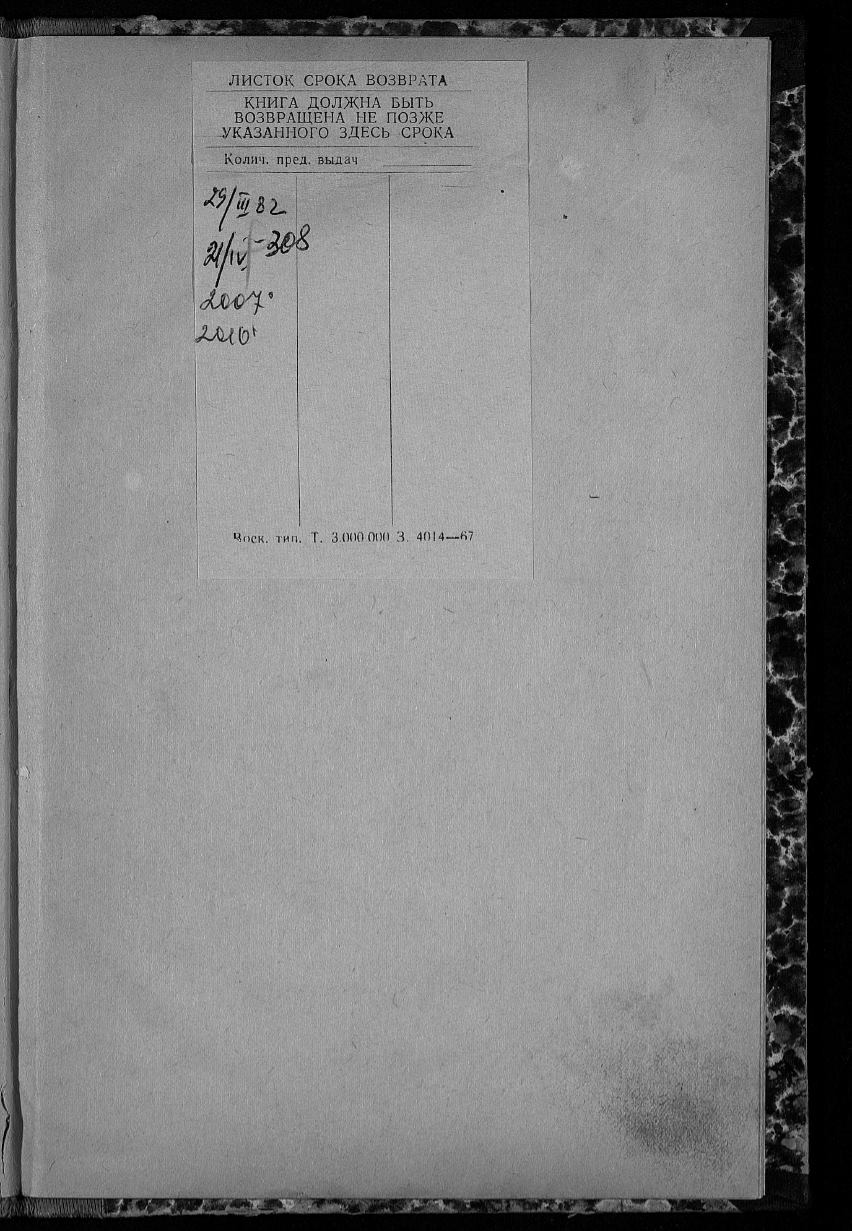 ЛИСТОК СРОКА ВОЗВРАТА
КНИГА ДОЛЖНА БЫТЬ
ВОЗВРАЩЕНА НЕ ПОЗЖЕ
УКАЗАННОГО ЗДЕСЬ СРОКА
Колич. пред. выдач
29/III 82
21/IV -308
2007
2010
Воск. тип. Т. 3.000.000 З. 4014—67